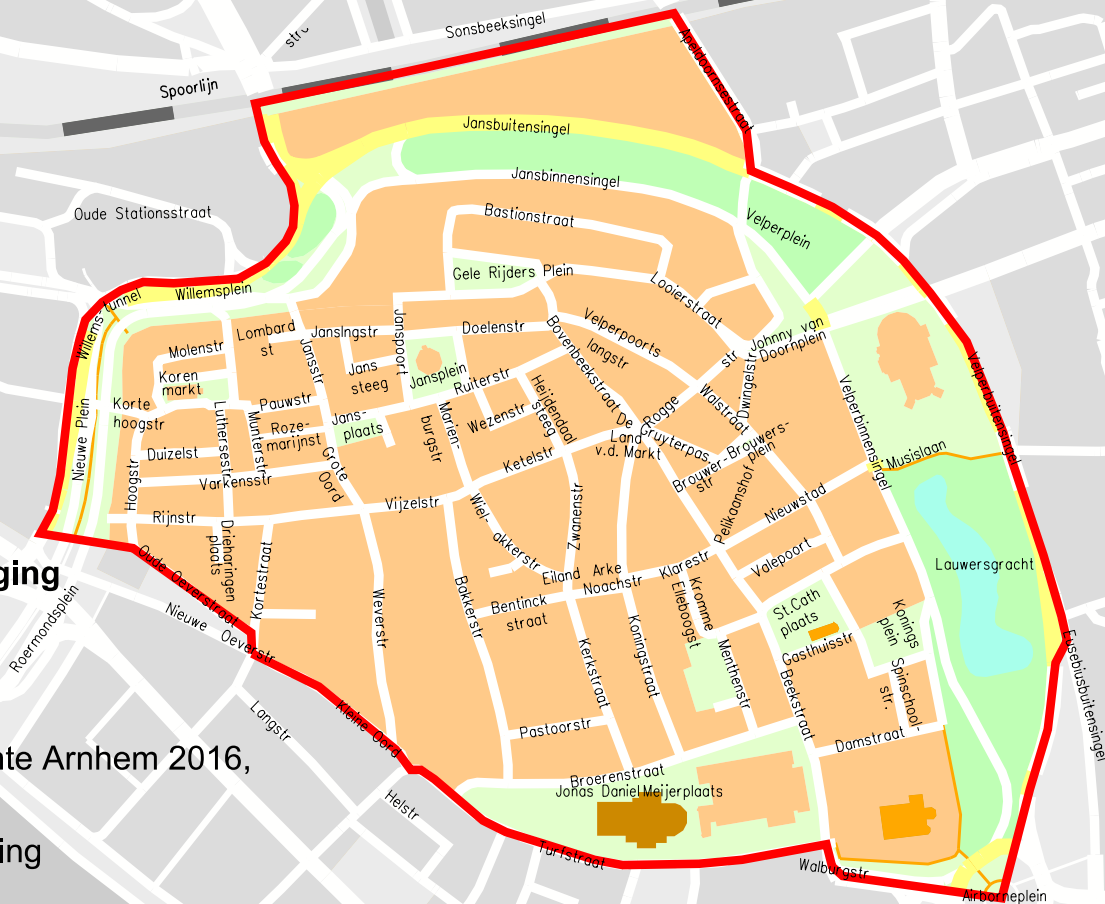 Sonsbeeksingel
str
Apeldoornsestraat
Spoorlijn
Jansbuitensingel
Jansbinnensingel
Oude Stationsstraat
Bastionstraat
Velperplein
Gele Rijders Plein
Looierstraat
Willemsplein
Willems-tunnel
Lombard
st
Janslngstr
Jansstr
Janspoort
Doelenstr
Velperpoorts
langstr
Bovenbeekstraat
Johnny van
Doornplein
Molenstr
Koren
markt
Jans
steeg
Jansplein
Ruiterstr
Heijdendaal
steeg
str
Dwingelstr
Walstraat
Rogge
Korte
hoogstr
Pauwstr
Luthersestr
Munterstr
Roze-
marijnst
Jans-
plaats
Marien-
burgstr
Wezenstr
De Gruyterpas.
Land
v.d. Markt
Brouwer-Brouwers-
str
plein
Pelikaanshof
Velperbinnensingel
Velperbuitensingel
Musislaan
Nieuwe Plein
Duizelst
Varkensstr
Hoogstr
Grote
Oord
Ketelstr
Vijzelstr
Rijnstr
Drieharingen
plaats
Kortestraat
Wiel-
akkerstr
Zwanenstr
Nieuwstad
Valepoort
Klarestr
Eiland
Arke
Noachstr
Lauwersgracht
ging
Oude Oeverstraat
Nieuwe Oeverstr
Roermondsplein
Weverstr
Bakkerstr
Bentinck
straat
Kerkstraat
Koningstraat
Kromme
Elleboogst
Menthenstr
St.Cath
plaats
Gasthuisstr
Konings
plein
Spinschool-
str.
Beekstraat
Damstraat
Eusebiusbuitensingel
Langstr
Kleine Oord
Pastoorstr
Broerenstraat
Jonas Daniel Meijerplaats
nte Arnhem 2016,
Helstr
Turfstraat
Walburgstr
Airborneplein
ing